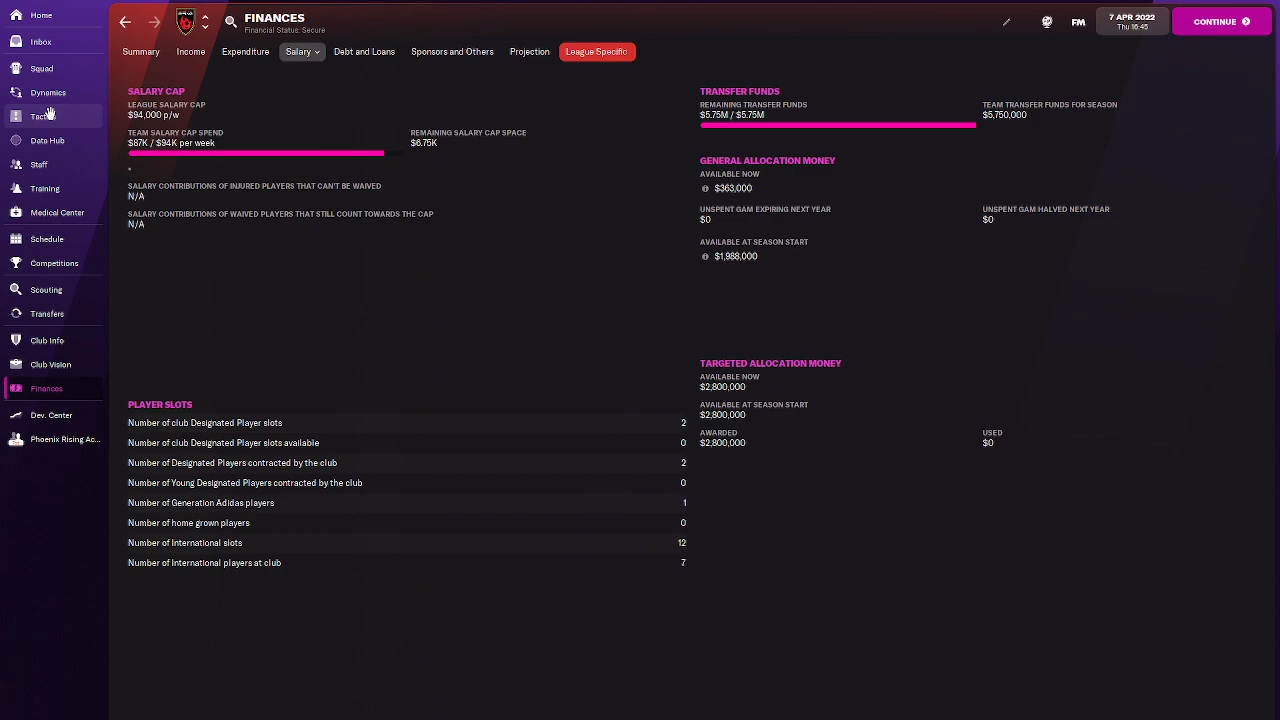 Home
Inbox
Squad
Dynamics
Data Hub
Staff
Training
Medical Center
Schedule
Competitions
Scouting
Transfers
Club Info
Club Vision
Finances
Dev. Center
Phoenix Rising Ac...
FINANCES
Financial Status: Secure
FM
7 APR 2022
Thu 16:45
CONTINUE
Summary
Income
Expenditure
Salary
Debt and Loans
Sponsors and Others
Projection
League Specific
SALARY CAP
LEAGUE SALARY CAP
$94,000 p/w
TEAM SALARY CAP SPEND
$87K / $94K per week
REMAINING SALARY CAP SPACE
$6.75K
SALARY CONTRIBUTIONS OF INJURED PLAYERS THAT CAN'T BE WAIVED
N/A
SALARY CONTRIBUTIONS OF WAIVED PLAYERS THAT STILL COUNT TOWARDS THE CAP
N/A
PLAYER SLOTS
Number of club Designated Player slots 2
Number of club Designated Player slots available 0
Number of Designated Players contracted by the club 2
Number of Young Designated Players contracted by the club 0
Number of Generation Adidas players 1
Number of home grown players 0
Number of International slots 12
Number of International players at club 7
TRANSFER FUNDS
REMAINING TRANSFER FUNDS
$5.75M / $5.75M
TEAM TRANSFER FUNDS FOR SEASON
$5,750,000
GENERAL ALLOCATION MONEY
AVAILABLE NOW
$363,000
UNSPENT GAM EXPIRING NEXT YEAR
$0
UNSPENT GAM HALVED NEXT YEAR
$0
AVAILABLE AT SEASON START
$1,988,000
TARGETED ALLOCATION MONEY
AVAILABLE NOW
$2,800,000
AVAILABLE AT SEASON START
$2,800,000
AWARDED
$2,800,000
USED
$0